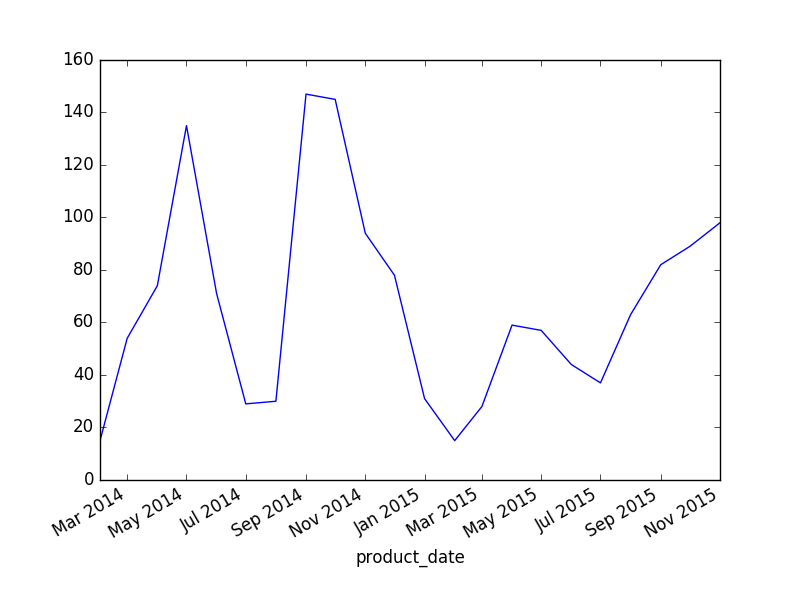 160
140
120
100
80
60
40
20
0
Mar 2014
May 2014
Jul 2014
Sep 2014
Nov 2014
Jan 2015
Mar 2015
May 2015
Jul 2015
Sep 2015
Nov 2015
product_date